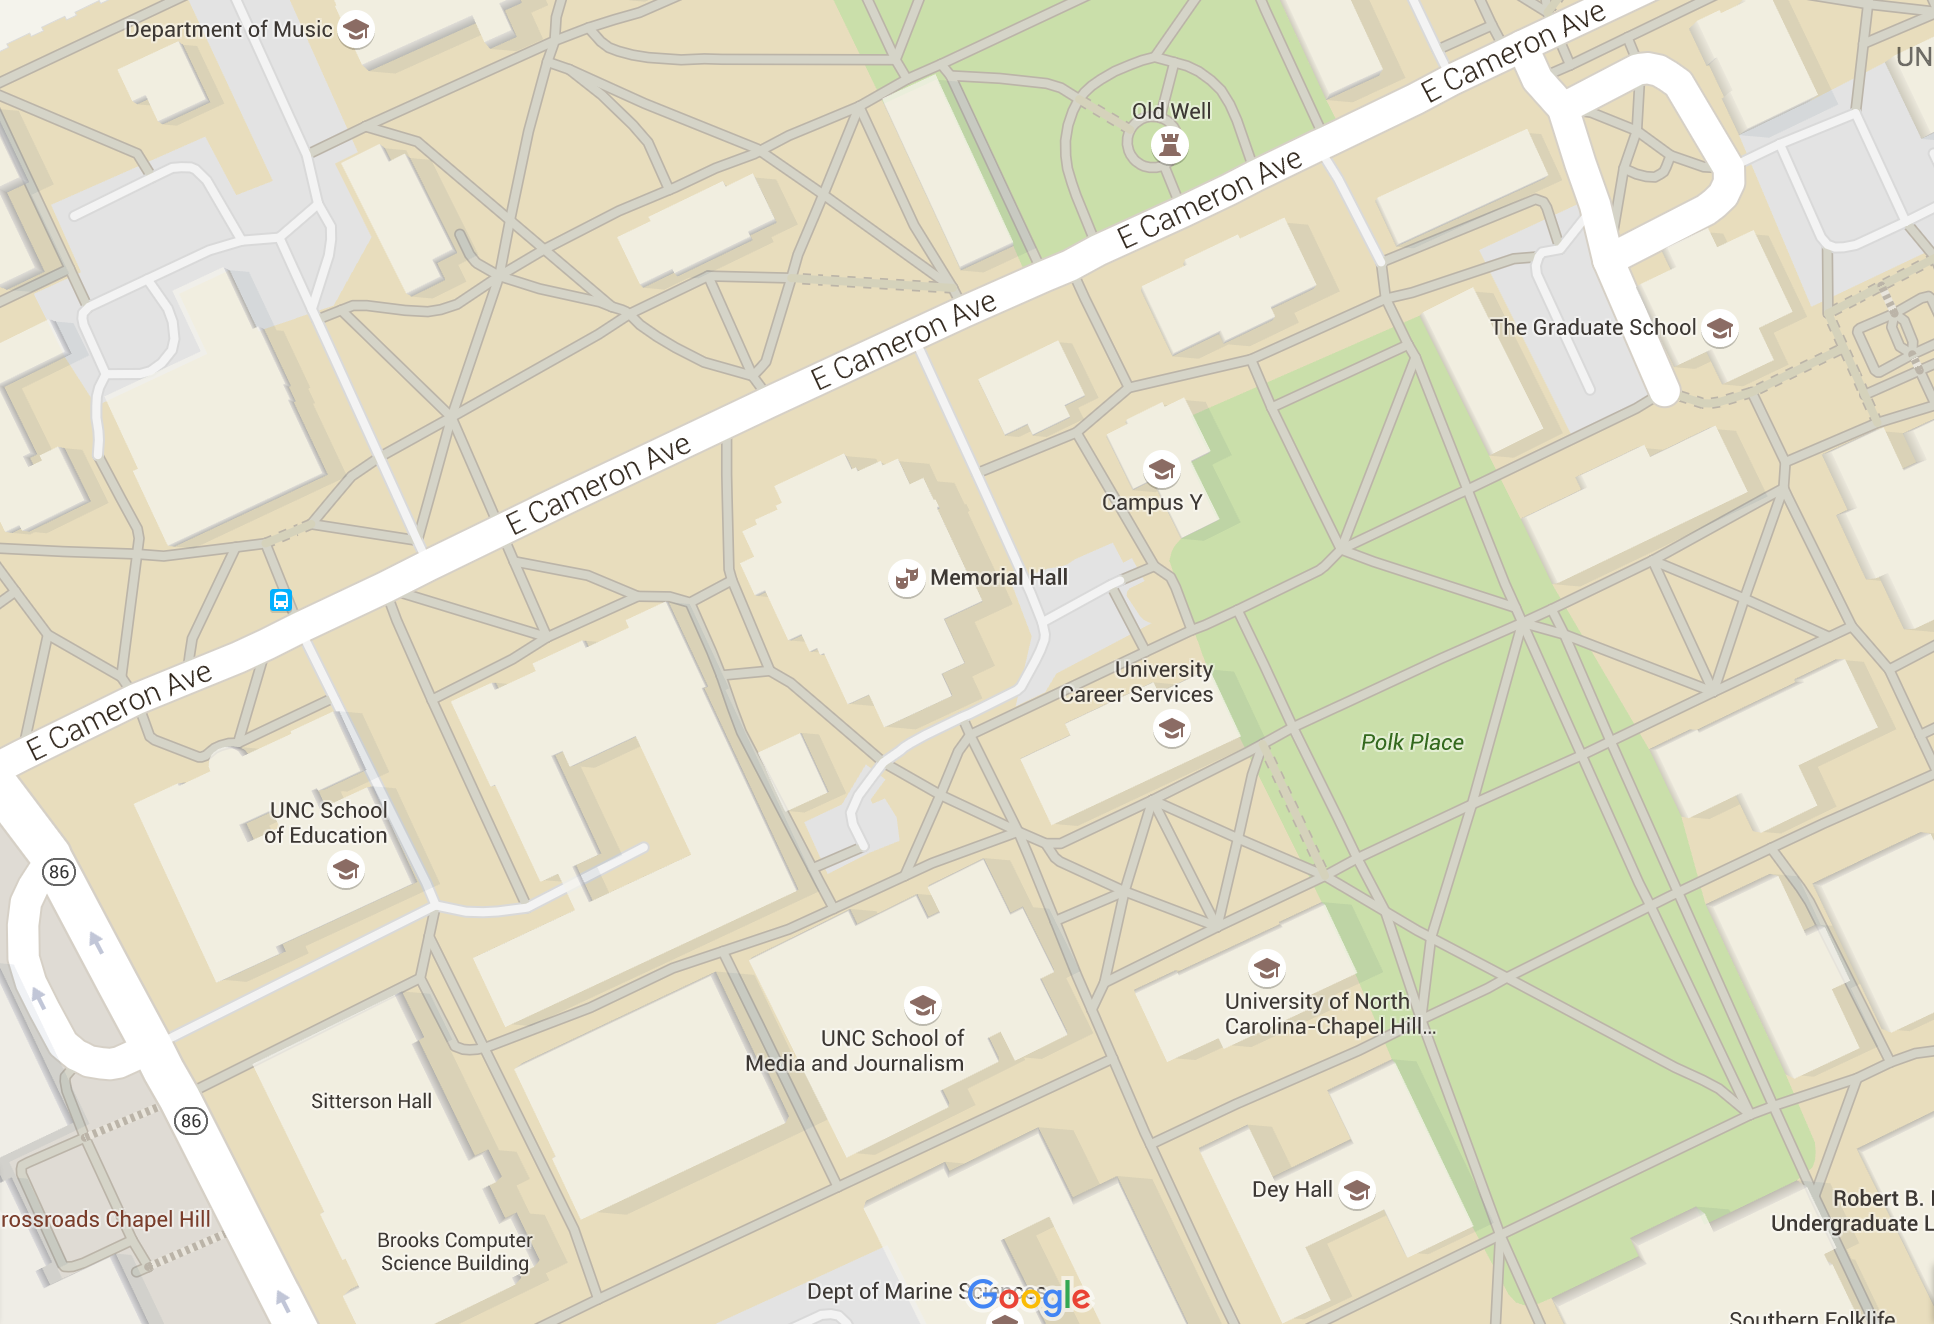 Department of Music
E Cameron Ave
UN
Old Well
E Cameron Ave
E Cameron Ave
The Graduate School
E Cameron Ave
Campus Y
Memorial Hall
E Cameron Ave
University
Career Services
Polk Place
UNC School
of Education
86
University of North
Carolina-Chapel Hill...
UNC School of
Media and Journalism
Sitterson Hall
86
Dey Hall
Robert B.
Undergraduate L
rossroads Chapel Hill
Brooks Computer
Science Building
Dept of Marine Sciences
Google
Southern Folklife